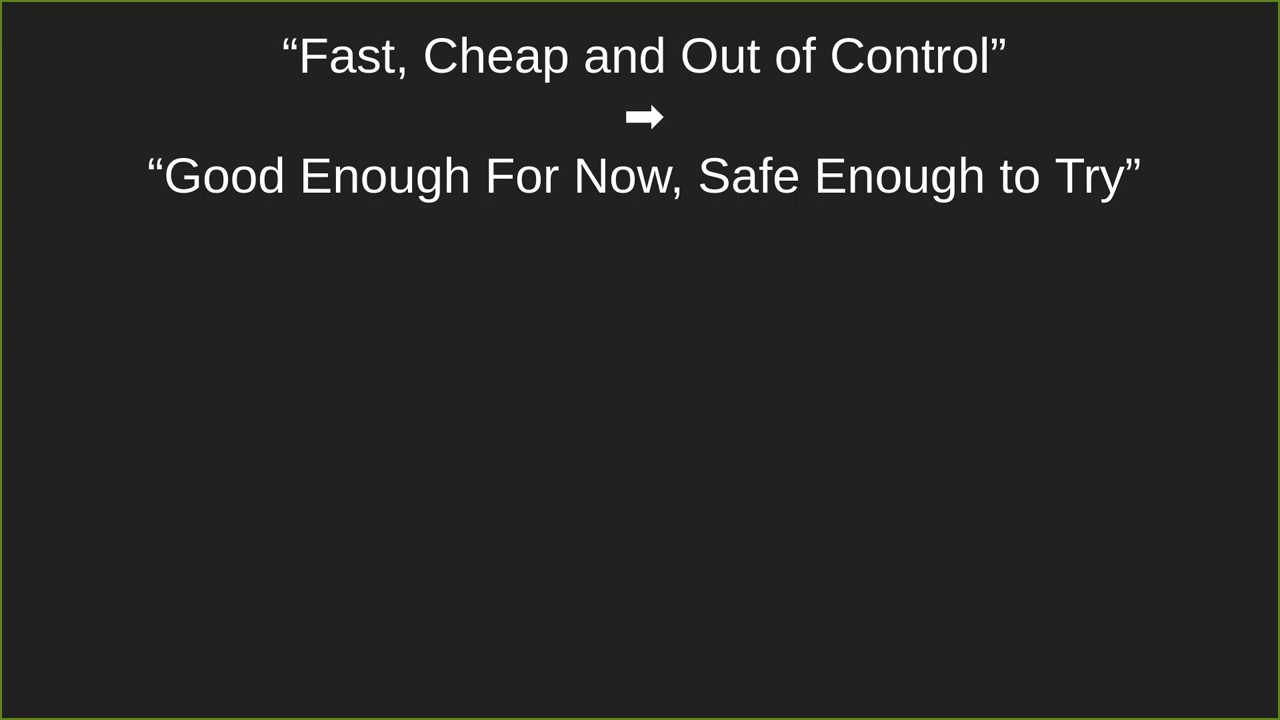 “Fast, Cheap and Out of Control”
➡
“Good Enough For Now, Safe Enough to Try”